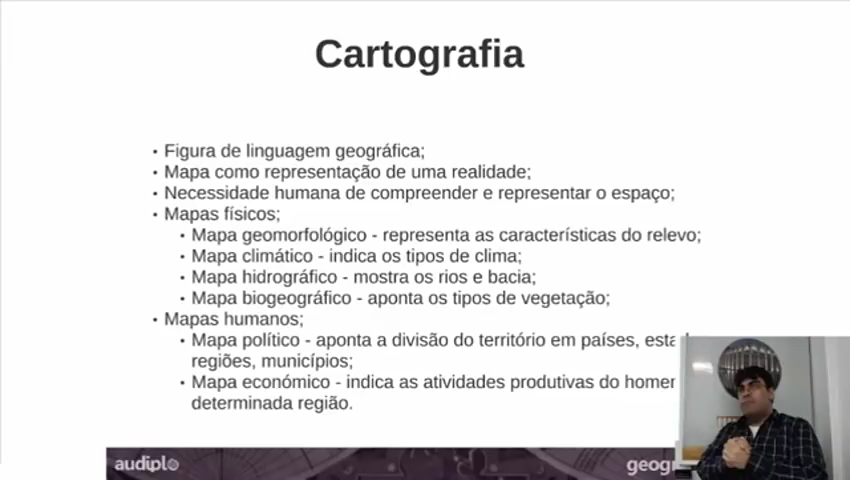 Cartografia
• Figura de linguagem geográfica;
• Mapa como representação de uma realidade;
• Necessidade humana de compreender e representar o espaço;
• Mapas físicos;
• Mapa geomorfológico - representa as características do relevo;
• Mapa climático - indica os tipos de clima;
• Mapa hidrográfico - mostra os rios e bacia;
• Mapa biogeográfico - aponta os tipos de vegetação;
• Mapas humanos;
• Mapa político - aponta a divisão do território em países,
regiões, municípios;
• Mapa económico - indica as atividades produtivas do
determinada região.
audiplo